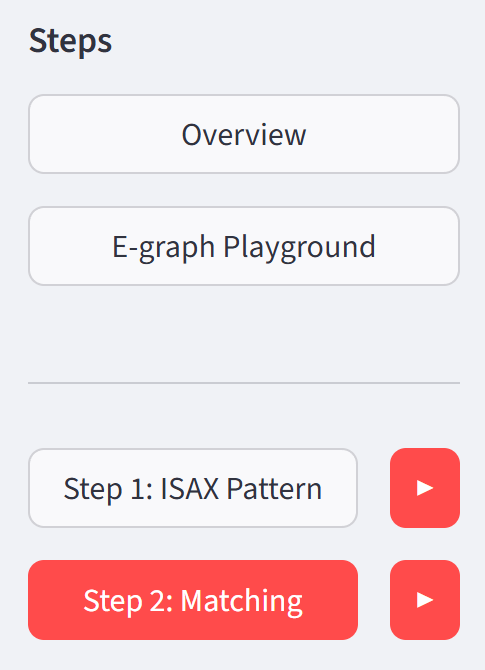 Steps
Overview
E-graph Playground
Step 1: ISAX Pattern
Step 2: Matching